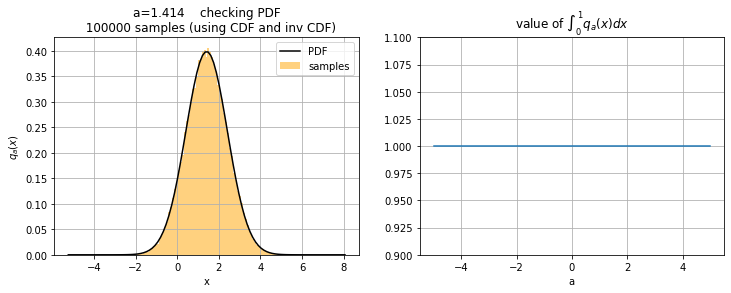 a=1.414    checking PDF
100000 samples (using CDF and inv CDF)
PDF
samples
0.40
0.35
0.30
0.25
0.20
0.15
0.10
0.05
0.00
q_a(x)
−4 −2 0 2 4 6 8
x
value of ∫_0^1 q_a(x)dx
1.100
1.075
1.050
1.025
1.000
0.975
0.950
0.925
0.900
−4 −2 0 2 4
a